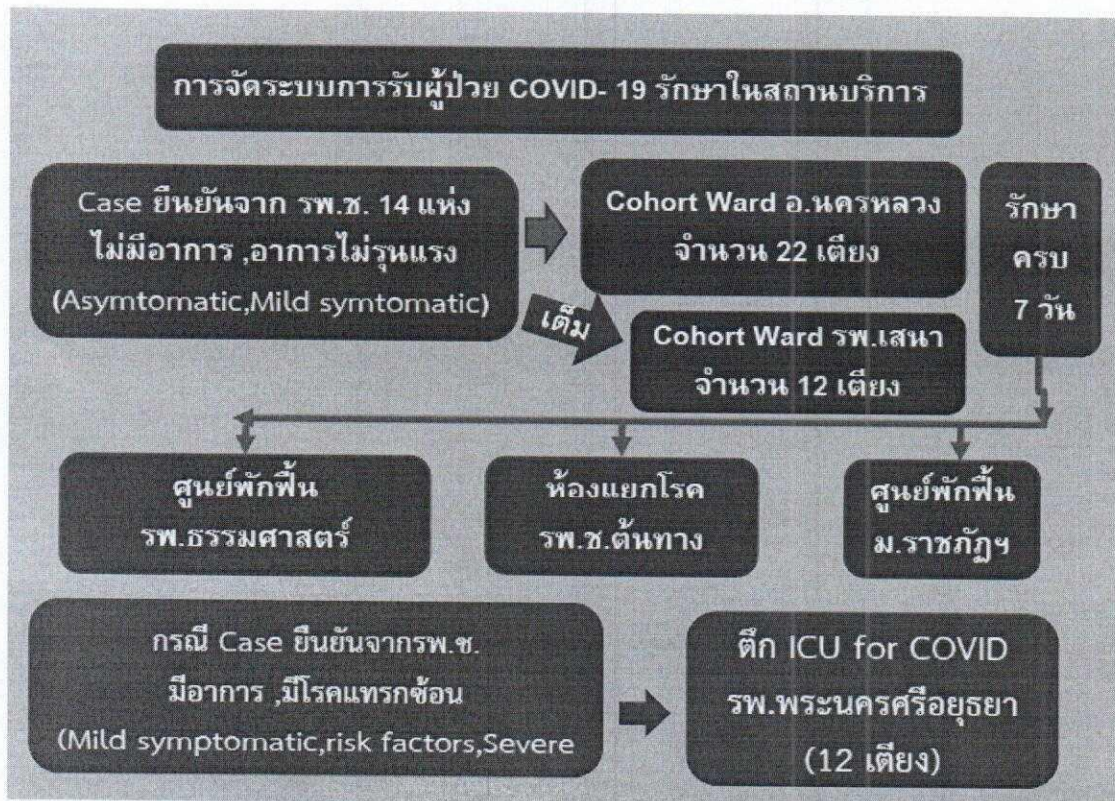 การจัดระบบการรับผู้ป่วย COVID- 19 รักษาในสถานบริการ
Case ยืนยันจาก รพ.ช. 14 แห่ง
ไม่มีอาการ ,อาการไม่รุนแรง
(Asymtomatic,Mild symtomatic)
Cohort Ward อ.นครหลวง
จำนวน 22 เตียง
รักษา
ครบ
7 วัน
เต็ม
Cohort Ward รพ.เสนา
จำนวน 12 เตียง
ศูนย์พักฟื้น
รพ.ธรรมศาสตร์
ห้องแยกโรค
รพ.ช.ต้นทาง
ศูนย์พักฟื้น
ม.ราชภัฏฯ
กรณี Case ยืนยันจากรพ.ช.
มีอาการ ,มีโรคแทรกซ้อน
(Mild symptomatic,risk factors,Severe
ตึก ICU for COVID
รพ.พระนครศรีอยุธยา
(12 เตียง)